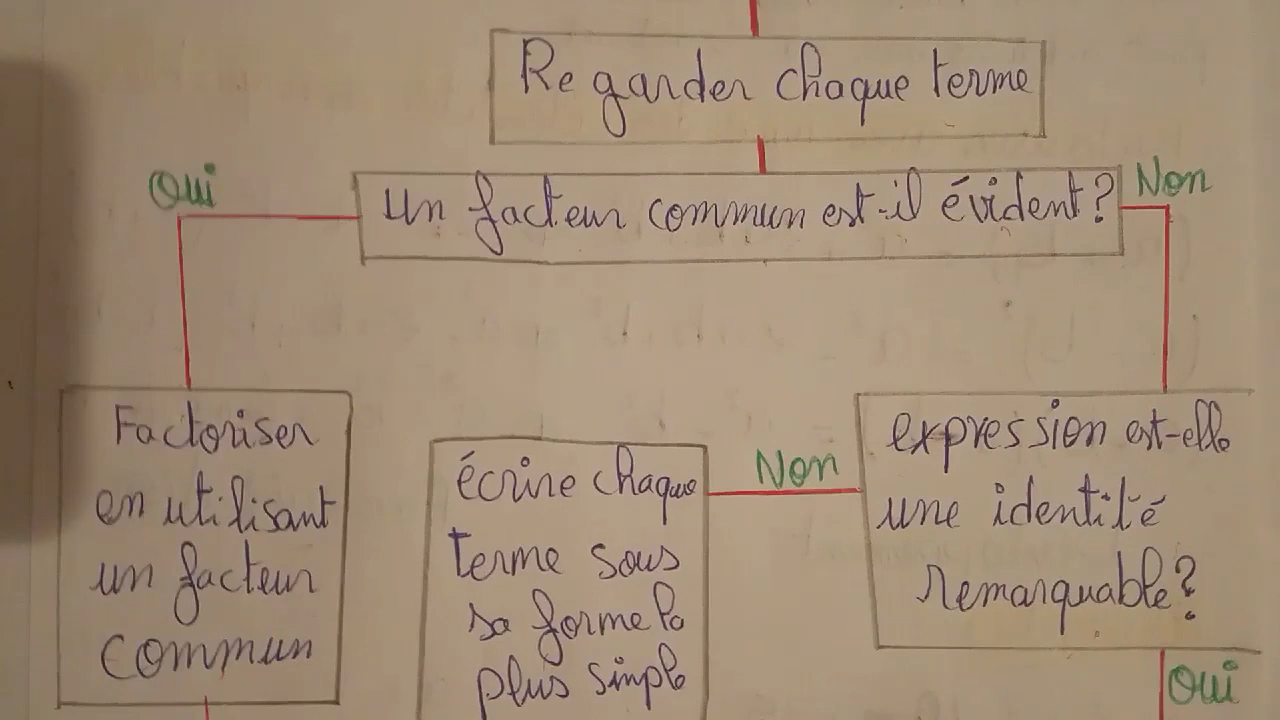 Regarder chaque terme
Oui
un facteur commun est-il évident?
Non
Factoriser
en utilisant
un facteur
commun
écrire chaque
terme sous
sa forme la
plus simple
Non
expression est-elle
une identité
remarquable?
Oui